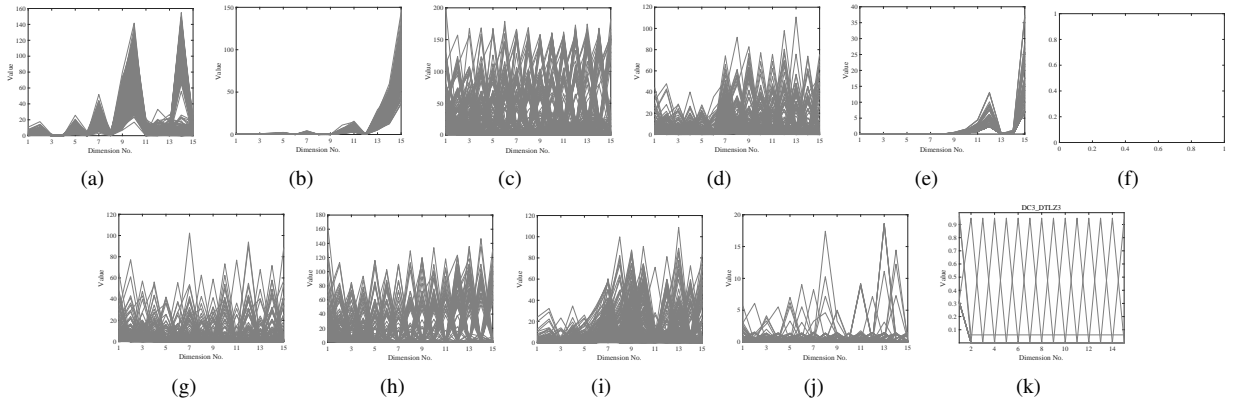 160
140
120
100
80
60
40
20
0
Value
1 3 5 7 9 11 13 15
Dimension No.
(a)
150
100
50
0
Value
1 3 5 7 9 11 13 15
Dimension No.
(b)
200
150
100
50
0
Value
1 3 5 7 9 11 13 15
Dimension No.
(c)
120
100
80
60
40
20
0
Value
1 3 5 7 9 11 13 15
Dimension No.
(d)
40
35
30
25
20
15
10
5
0
Value
1 3 5 7 9 11 13 15
Dimension No.
(e)
1
0.8
0.6
0.4
0.2
0
0 0.2 0.4 0.6 0.8 1
(f)
120
100
80
60
40
20
0
Value
1 3 5 7 9 11 13 15
Dimension No.
(g)
180
160
140
120
100
80
60
40
20
0
Value
1 3 5 7 9 11 13 15
Dimension No.
(h)
120
100
80
60
40
20
0
Value
1 3 5 7 9 11 13 15
Dimension No.
(i)
20
15
10
5
0
Value
1 3 5 7 9 11 13 15
Dimension No.
(j)
DC3_DTLZ3
0.9
0.8
0.7
0.6
0.5
0.4
0.3
0.2
0.1
Value
2 4 6 8 10 12 14
Dimension No.
(k)